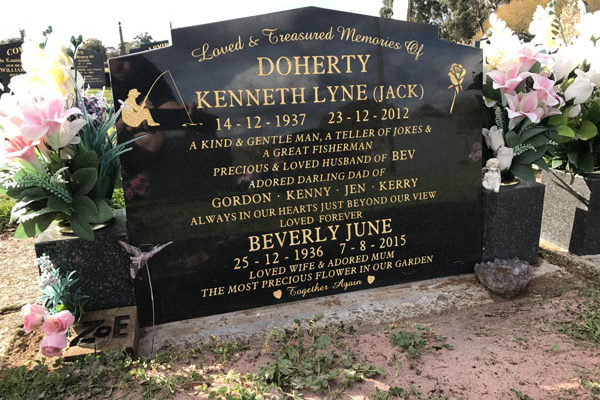 Loved & Treasured Memories Of
DOHERTY
KENNETH LYNE (JACK)
14 - 12 - 1937 23 - 12 - 2012
A KIND & GENTLE MAN, A TELLER OF JOKES &
A GREAT FISHERMAN
PRECIOUS & LOVED HUSBAND OF BEV
ADORED DARLING DAD OF
GORDON · KENNY · JEN · KERRY
ALWAYS IN OUR HEARTS JUST BEYOND OUR VIEW
LOVED FOREVER
BEVERLY JUNE
25 - 12 - 1936 7 - 8 - 2015
LOVED WIFE & ADORED MUM
THE MOST PRECIOUS FLOWER IN OUR GARDEN
Together Again
ZOE